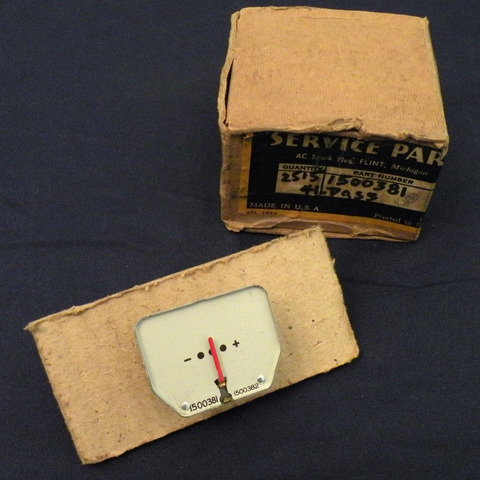 SERVICE PAR
AC Spark Plug, FLINT, Michigan
QUANTITY PART NUMBER
1500381
MADE IN U.S.A.
Printed in
- +
1500381 1500382